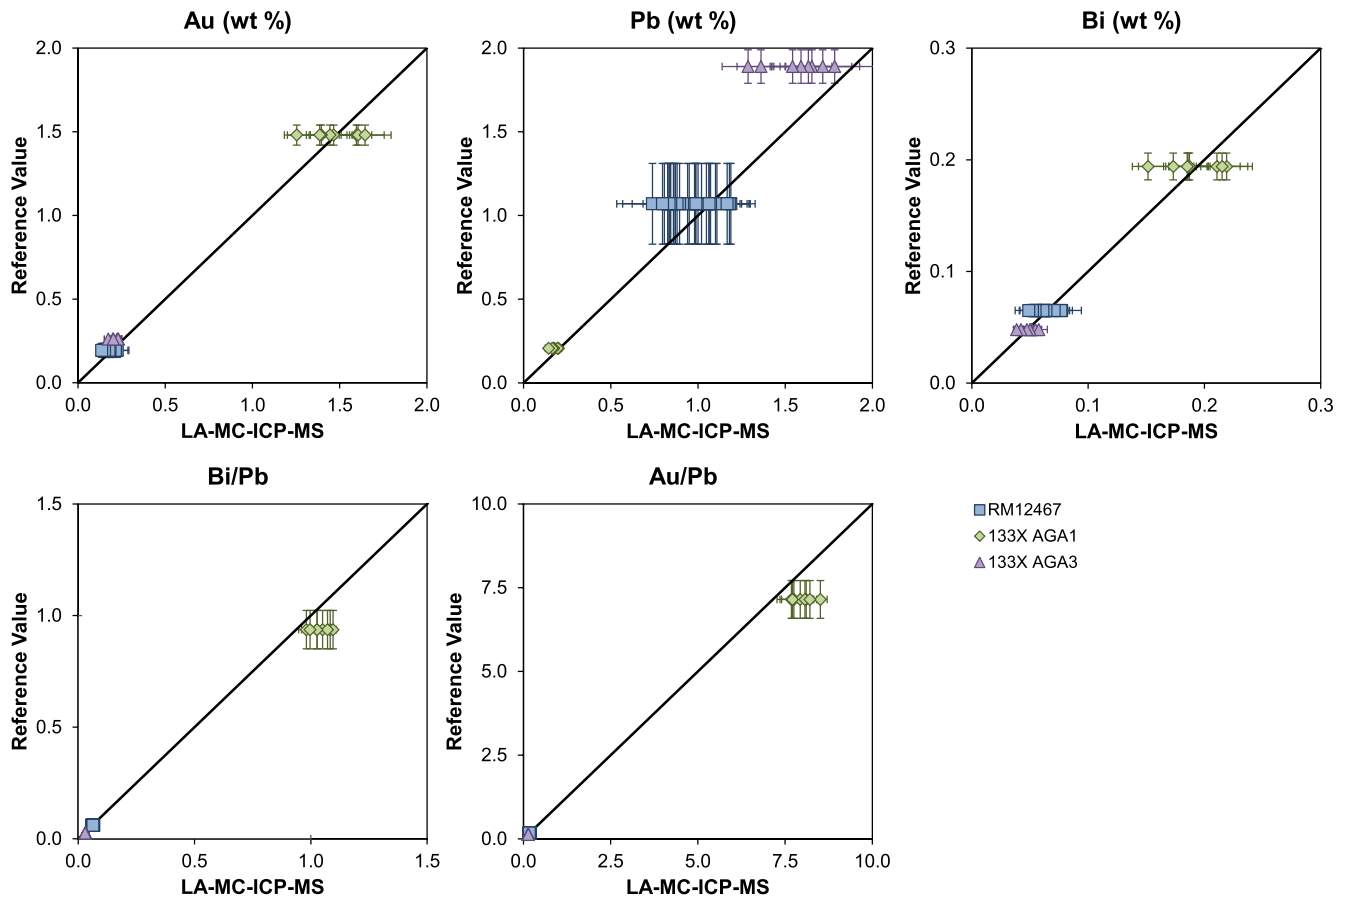 Au (wt %)
2.0
1.5
1.0
0.5
0.0
Reference Value
0.0 0.5 1.0 1.5 2.0
LA-MC-ICP-MS
Pb (wt %)
2.0
1.5
1.0
0.5
0.0
Reference Value
0.0 0.5 1.0 1.5 2.0
LA-MC-ICP-MS
Bi (wt %)
0.3
0.2
0.1
0.0
Reference Value
0.0 0.1 0.2 0.3
LA-MC-ICP-MS
Bi/Pb
1.5
1.0
0.5
0.0
Reference Value
0.0 0.5 1.0 1.5
LA-MC-ICP-MS
Au/Pb
10.0
7.5
5.0
2.5
0.0
Reference Value
0.0 2.5 5.0 7.5 10.0
LA-MC-ICP-MS
RM12467
133X AGA1
133X AGA3